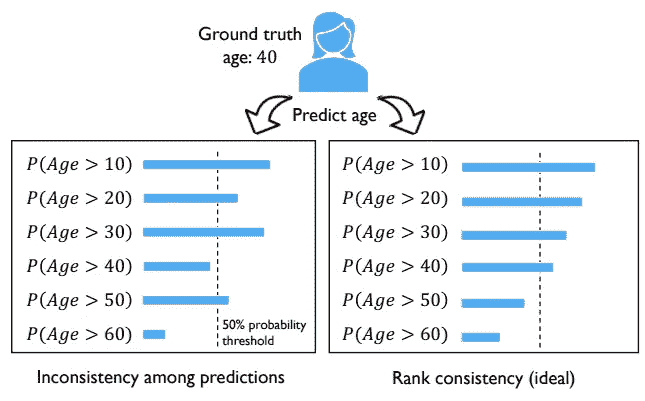 Ground truth
age: 40
Predict age
P(Age > 10)
P(Age > 20)
P(Age > 30)
P(Age > 40)
P(Age > 50)
P(Age > 60)
50% probability
threshold
Inconsistency among predictions
P(Age > 10)
P(Age > 20)
P(Age > 30)
P(Age > 40)
P(Age > 50)
P(Age > 60)
Rank consistency (ideal)